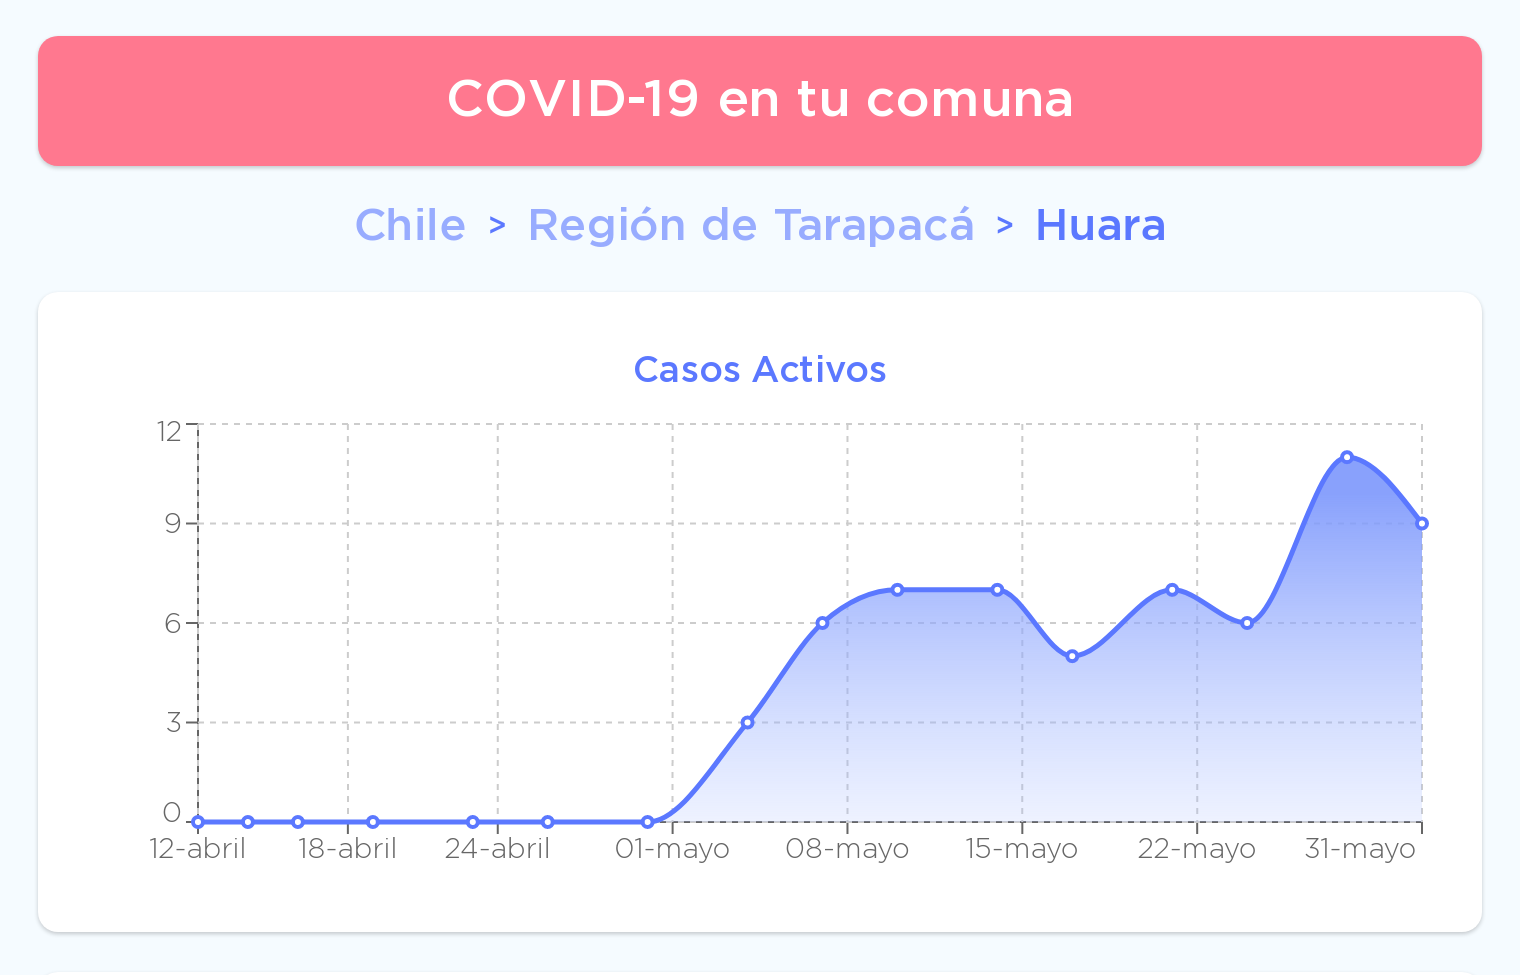 COVID-19 en tu comuna
Chile > Región de Tarapacá > Huara
Casos Activos
12
9
6
3
0
12-abril 18-abril 24-abril 01-mayo 08-mayo 15-mayo 22-mayo 31-mayo